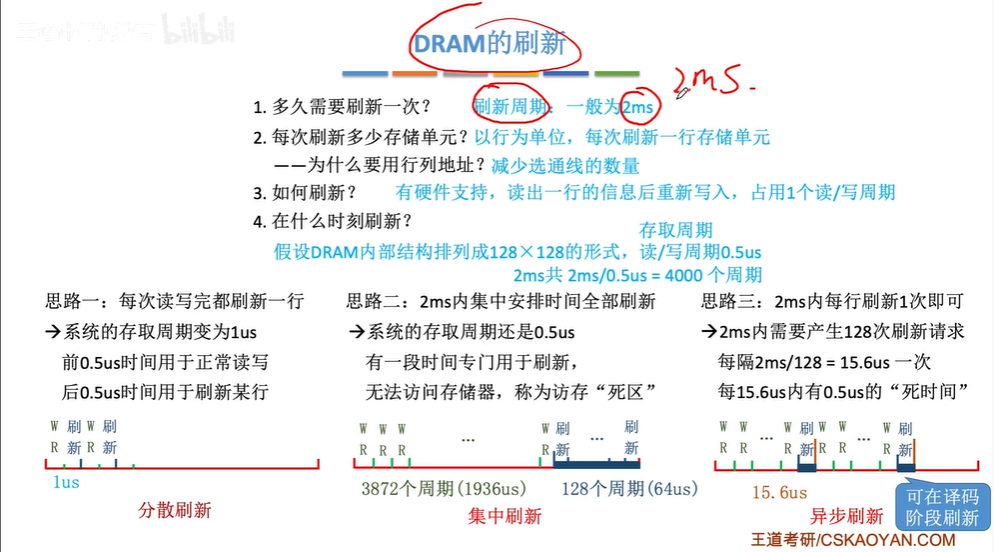 bilibili
DRAM的刷新
2ms.
1. 多久需要刷新一次? 刷新周期:一般为2ms
2. 每次刷新多少存储单元?以行为单位,每次刷新一行存储单元
——为什么要用行列地址?减少选通线的数量
3. 如何刷新? 有硬件支持,读出一行的信息后重新写入,占用1个读/写周期
4. 在什么时刻刷新?
存取周期
假设DRAM内部结构排列成128×128的形式,读/写周期0.5us
2ms共 2ms/0.5us = 4000 个周期
思路一:每次读写完都刷新一行
→系统的存取周期变为1us
前0.5us时间用于正常读写
后0.5us时间用于刷新某行
W 刷 W 刷
R 新 R 新
1us
分散刷新
思路二:2ms内集中安排时间全部刷新
→系统的存取周期还是0.5us
有一段时间专门用于刷新,
无法访问存储器,称为访存“死区”
W W W ... W 刷 ... 刷
R R R R 新 新
3872个周期(1936us) 128个周期(64us)
集中刷新
思路三:2ms内每行刷新1次即可
→2ms内需要产生128次刷新请求
每隔2ms/128 = 15.6us 一次
每15.6us内有0.5us的“死时间”
W W ... W 刷 W W ... W 刷
R R R 新 R R R 新
15.6us
可在译码
阶段刷新
异步刷新
王道考研/CSKAOYAN.COM